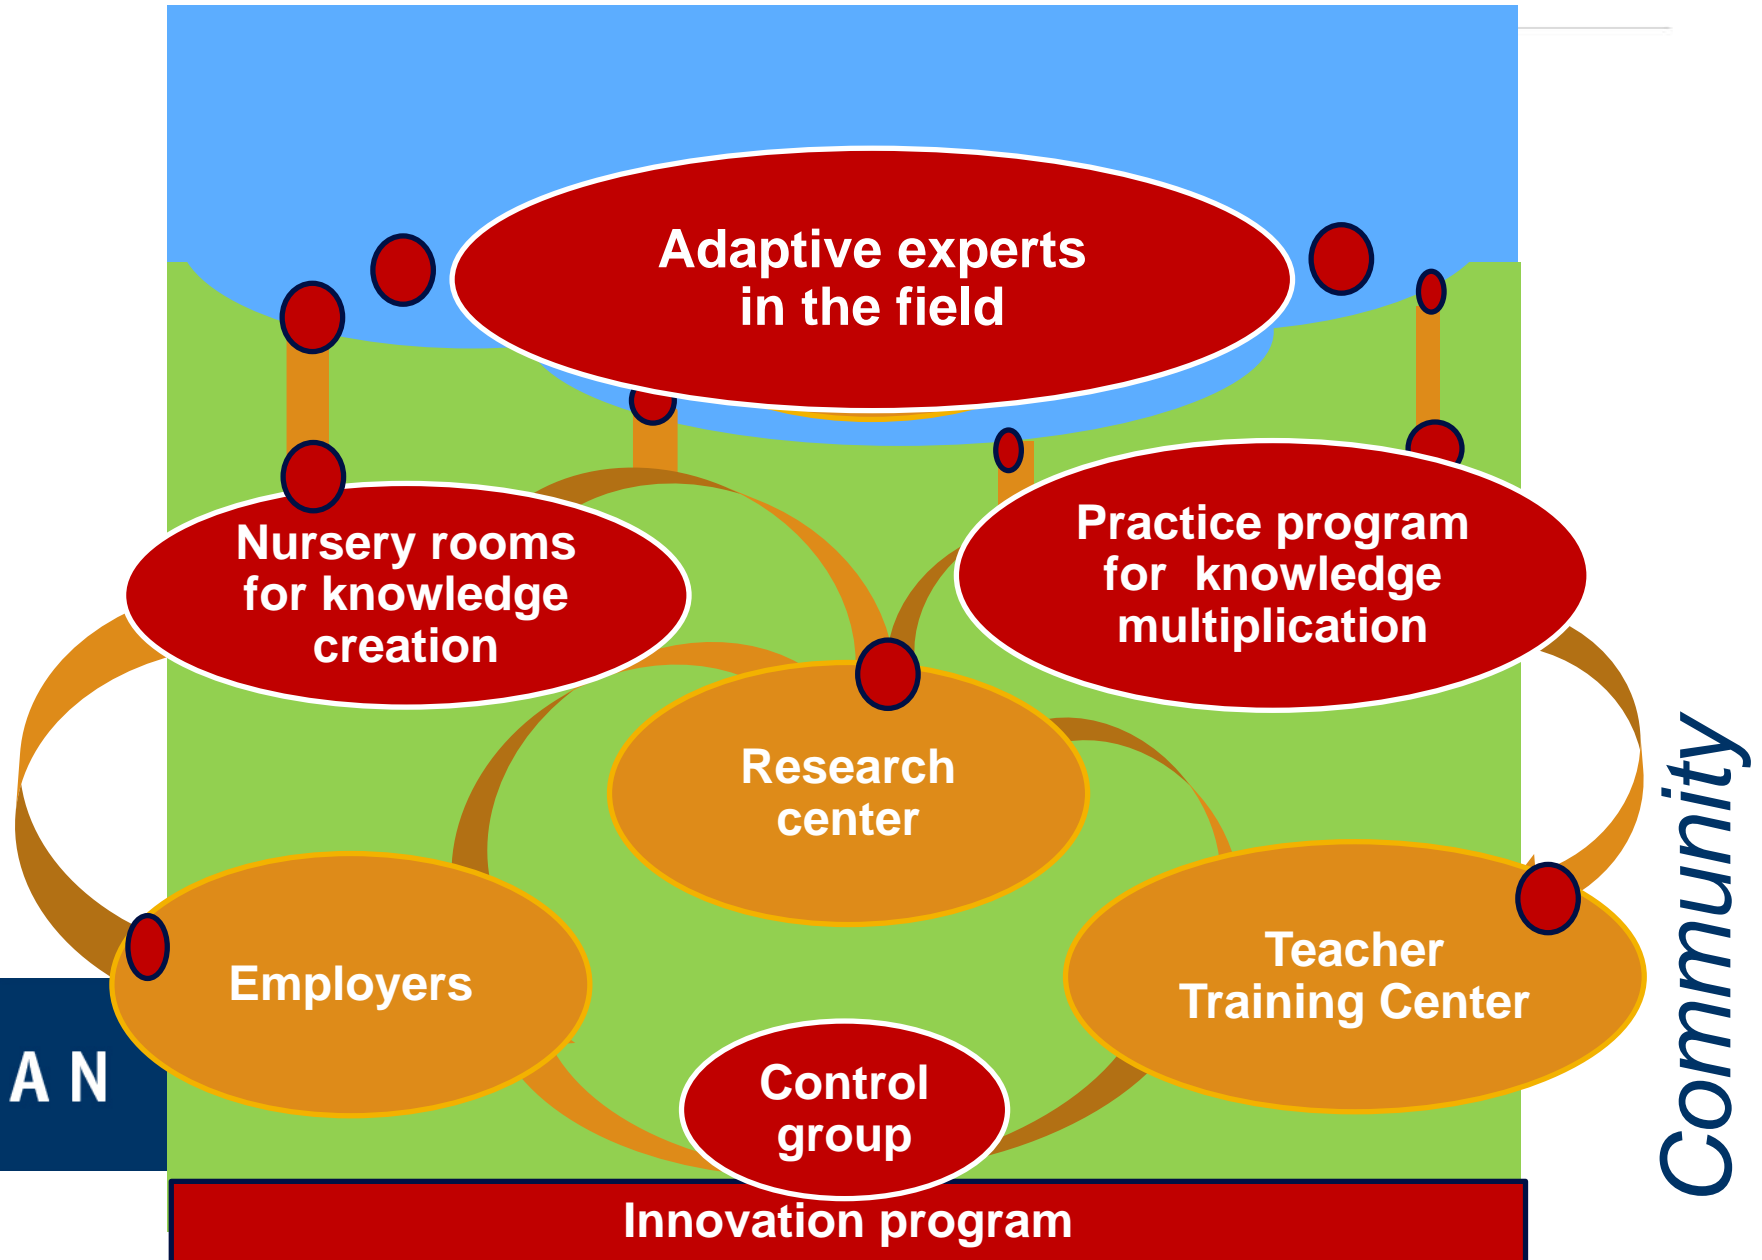 Adaptive experts
in the field
Nursery rooms
for knowledge
creation
Practice program
for knowledge
multiplication
Research
center
Employers
Teacher
Training Center
Control
group
Innovation program
Community
AN